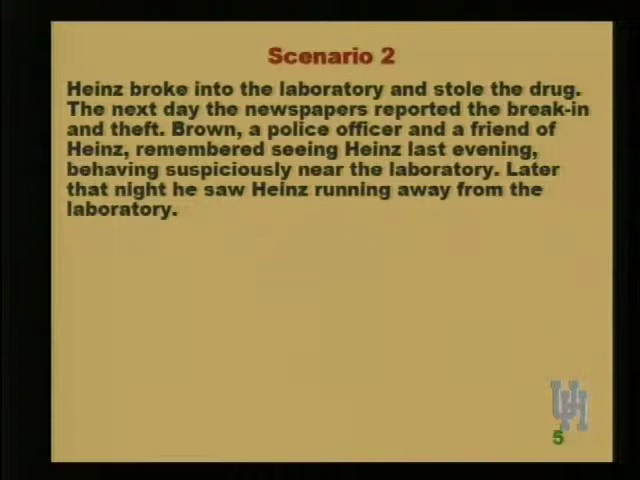 Scenario 2
Heinz broke into the laboratory and stole the drug.
The next day the newspapers reported the break-in
and theft. Brown, a police officer and a friend of
Heinz, remembered seeing Heinz last evening,
behaving suspiciously near the laboratory. Later
that night he saw Heinz running away from the
laboratory.
UH
5